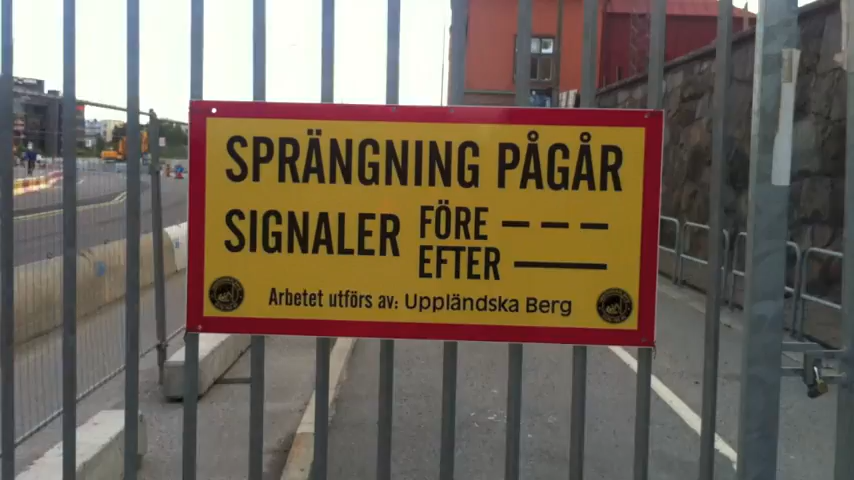 SPRÄNGNING PÅGÅR
SIGNALER FÖRE – – –
EFTER ——
Arbetet utförs av: Uppländska Berg